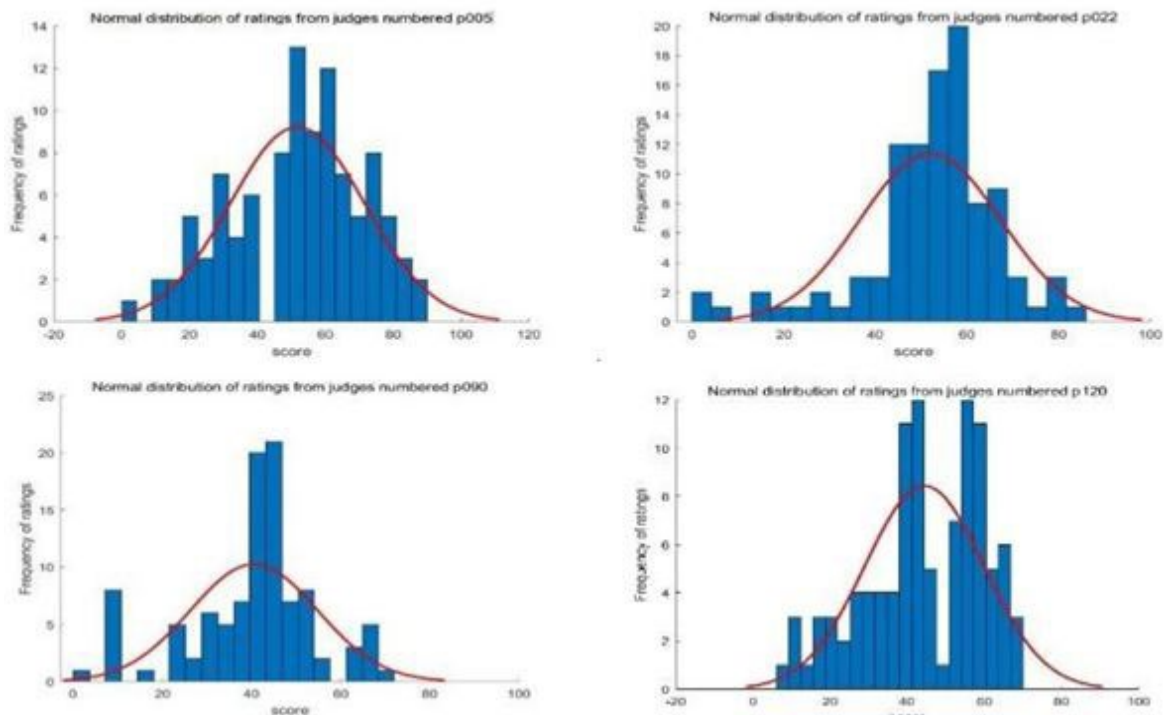 Normal distribution of ratings from judges numbered p005
14
12
10
8
6
4
2
0
Frequency of ratings
-20 0 20 40 60 80 100 120
score
Normal distribution of ratings from judges numbered p022
20
18
16
14
12
10
8
6
4
2
0
Frequency of ratings
0 20 40 60 80 100
score
Normal distribution of ratings from judges numbered p090
25
20
15
10
5
0
Frequency of ratings
0 20 40 60 80 100
score
Normal distribution of ratings from judges numbered p120
12
10
8
6
4
2
0
Frequency of ratings
-20 0 20 40 60 80 100